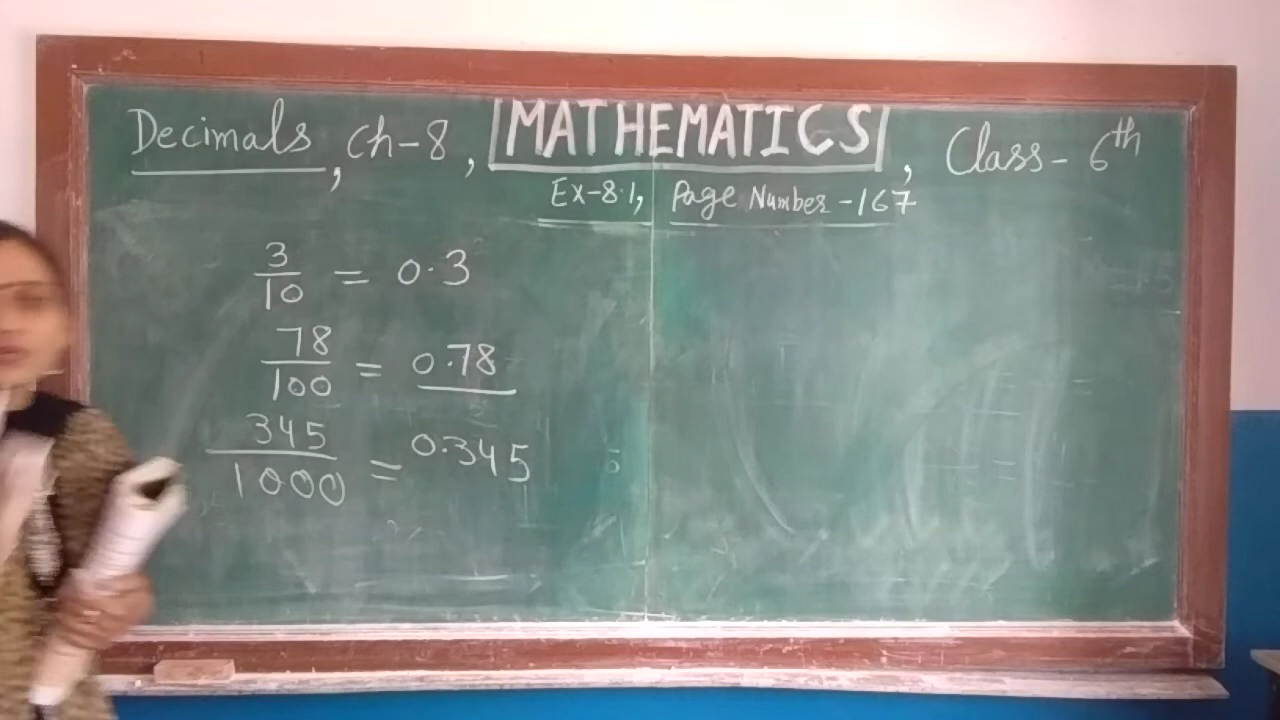 Decimals, Ch-8, MATHEMATICS, Class- 6th
Ex-8.1, Page Number -167
3/10 = 0.3
78/100 = 0.78
345/1000 = 0.345